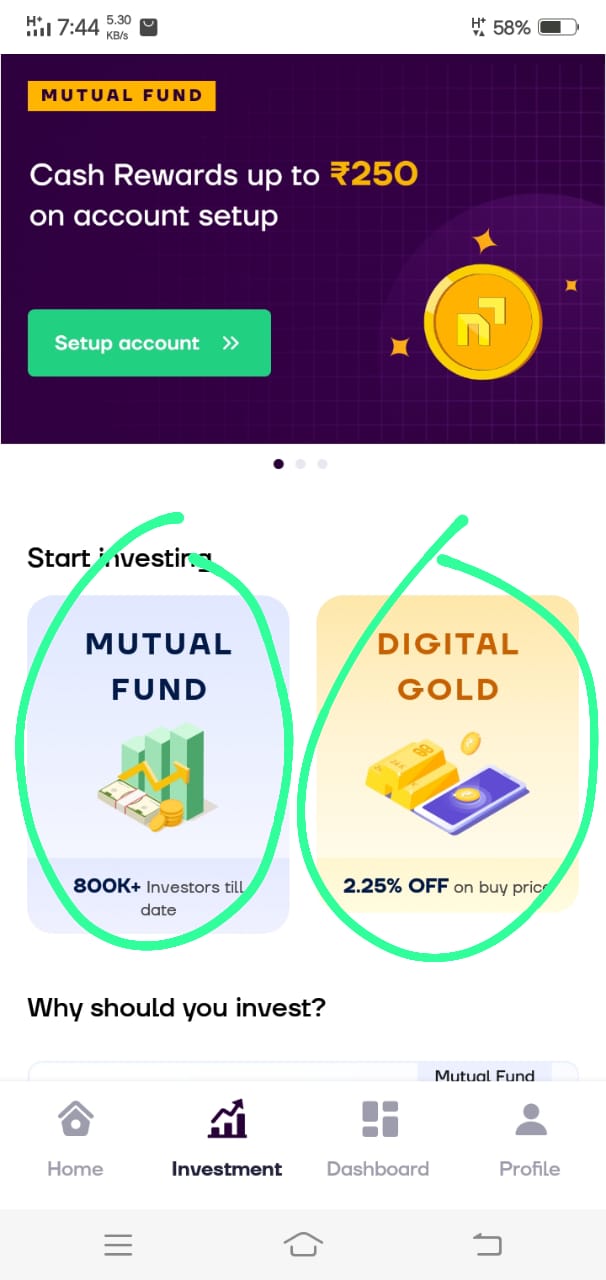 H+ 7:44 5.30 KB/s H+ 58%
MUTUAL FUND
Cash Rewards up to ₹250
on account setup
Setup account
Start investing
MUTUAL
FUND
800K+ Investors till
date
DIGITAL
GOLD
2.25% OFF on buy price
Why should you invest?
Mutual Fund
Home Investment Dashboard Profile